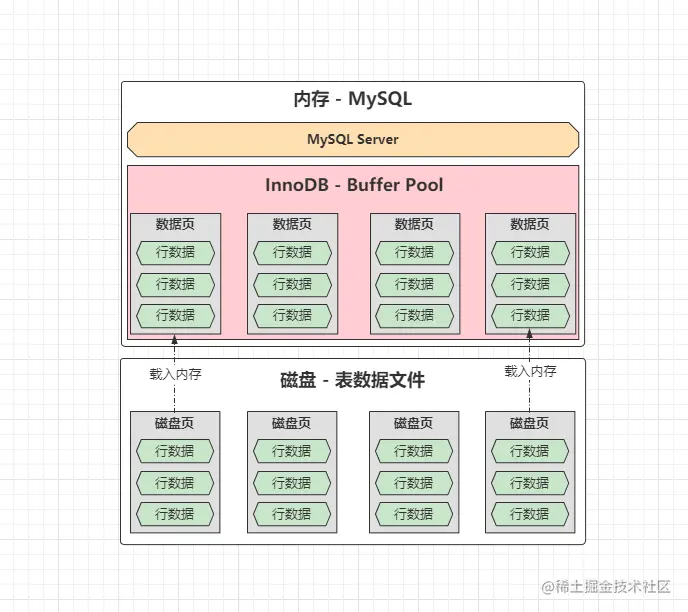 内存 - MySQL
MySQL Server
InnoDB - Buffer Pool
数据页 数据页 数据页 数据页
行数据 行数据 行数据 行数据
行数据 行数据 行数据 行数据
行数据 行数据 行数据 行数据
载入内存 载入内存
磁盘 - 表数据文件
磁盘页 磁盘页 磁盘页 磁盘页
行数据 行数据 行数据 行数据
行数据 行数据 行数据 行数据
行数据 行数据 行数据 行数据
@稀土掘金技术社区